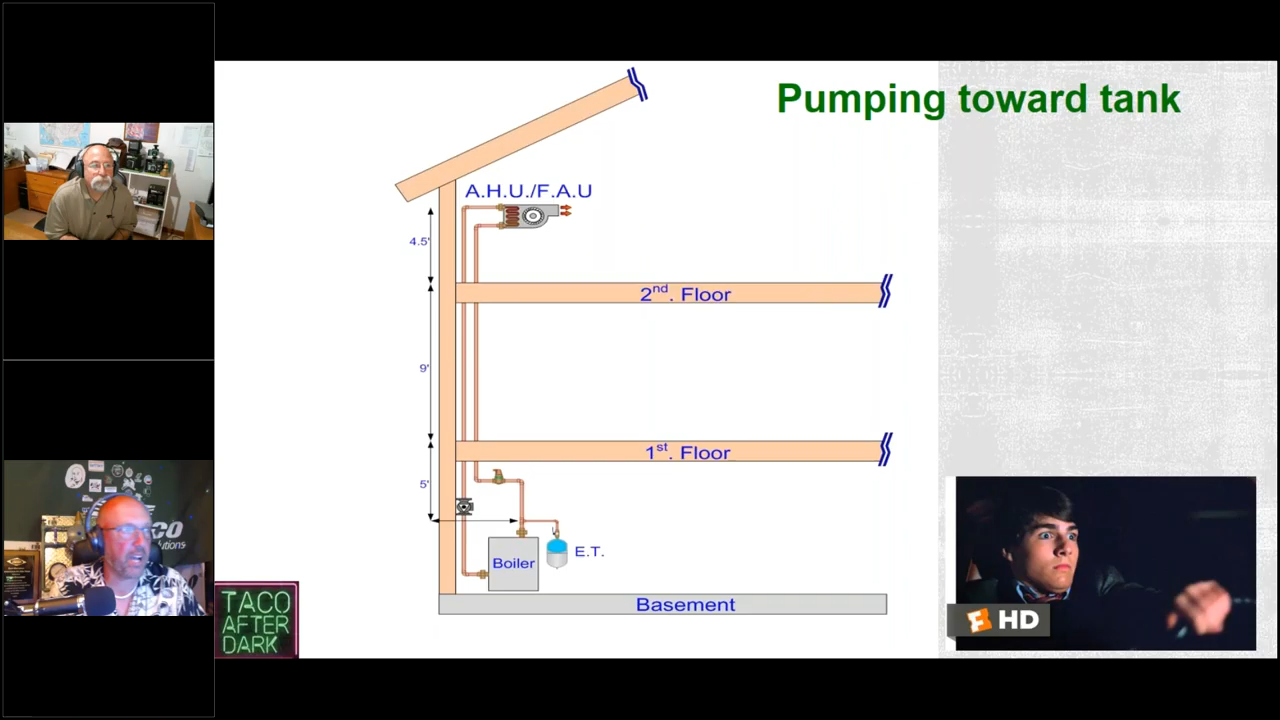 Pumping toward tank
A.H.U./F.A.U
4.5'
2nd. Floor
9'
1st. Floor
5'
Boiler
E.T.
Basement
TACO
AFTER
DARK
HD